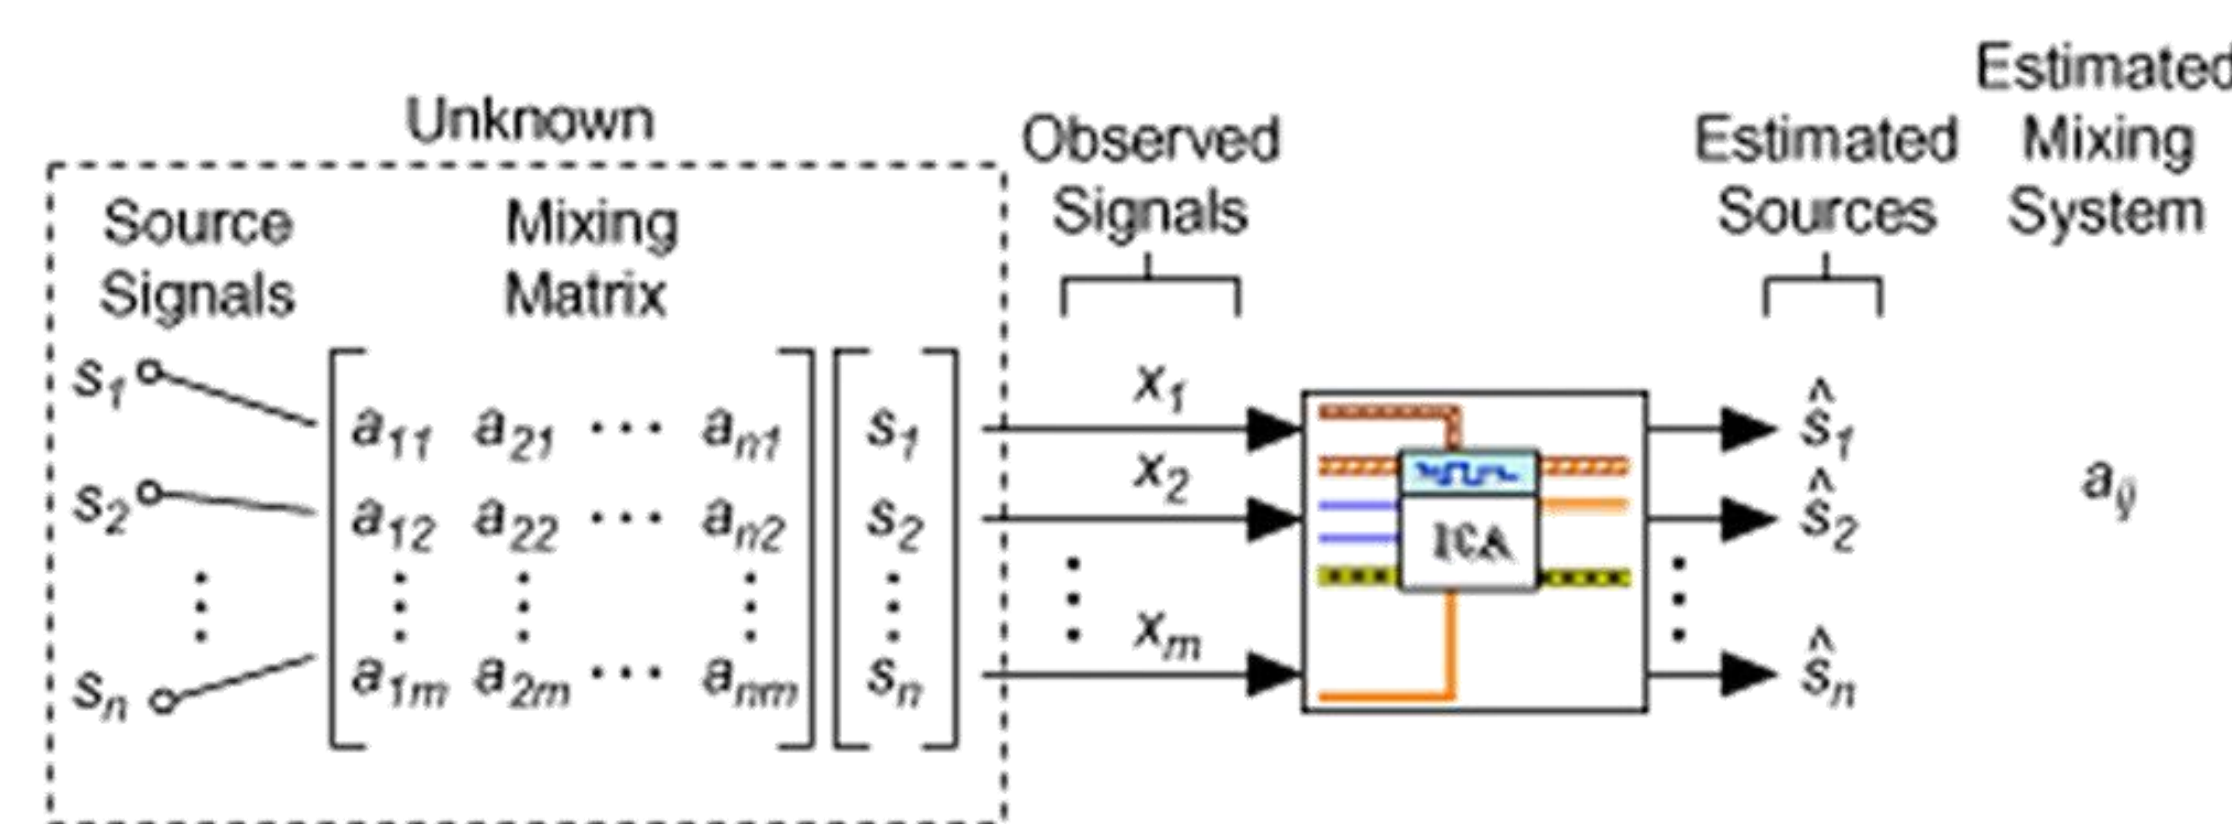 Unknown
Source Signals
Mixing Matrix
Observed Signals
Estimated Sources
Estimated Mixing System
s1
s2
⋮
sn
a11 a21 ··· an1
a12 a22 ··· an2
⋮ ⋮ ⋮
a1m a2m ··· anm
s1
s2
⋮
sn
x1
x2
⋮
xm
ICA
ŝ1
ŝ2
⋮
ŝn
aij